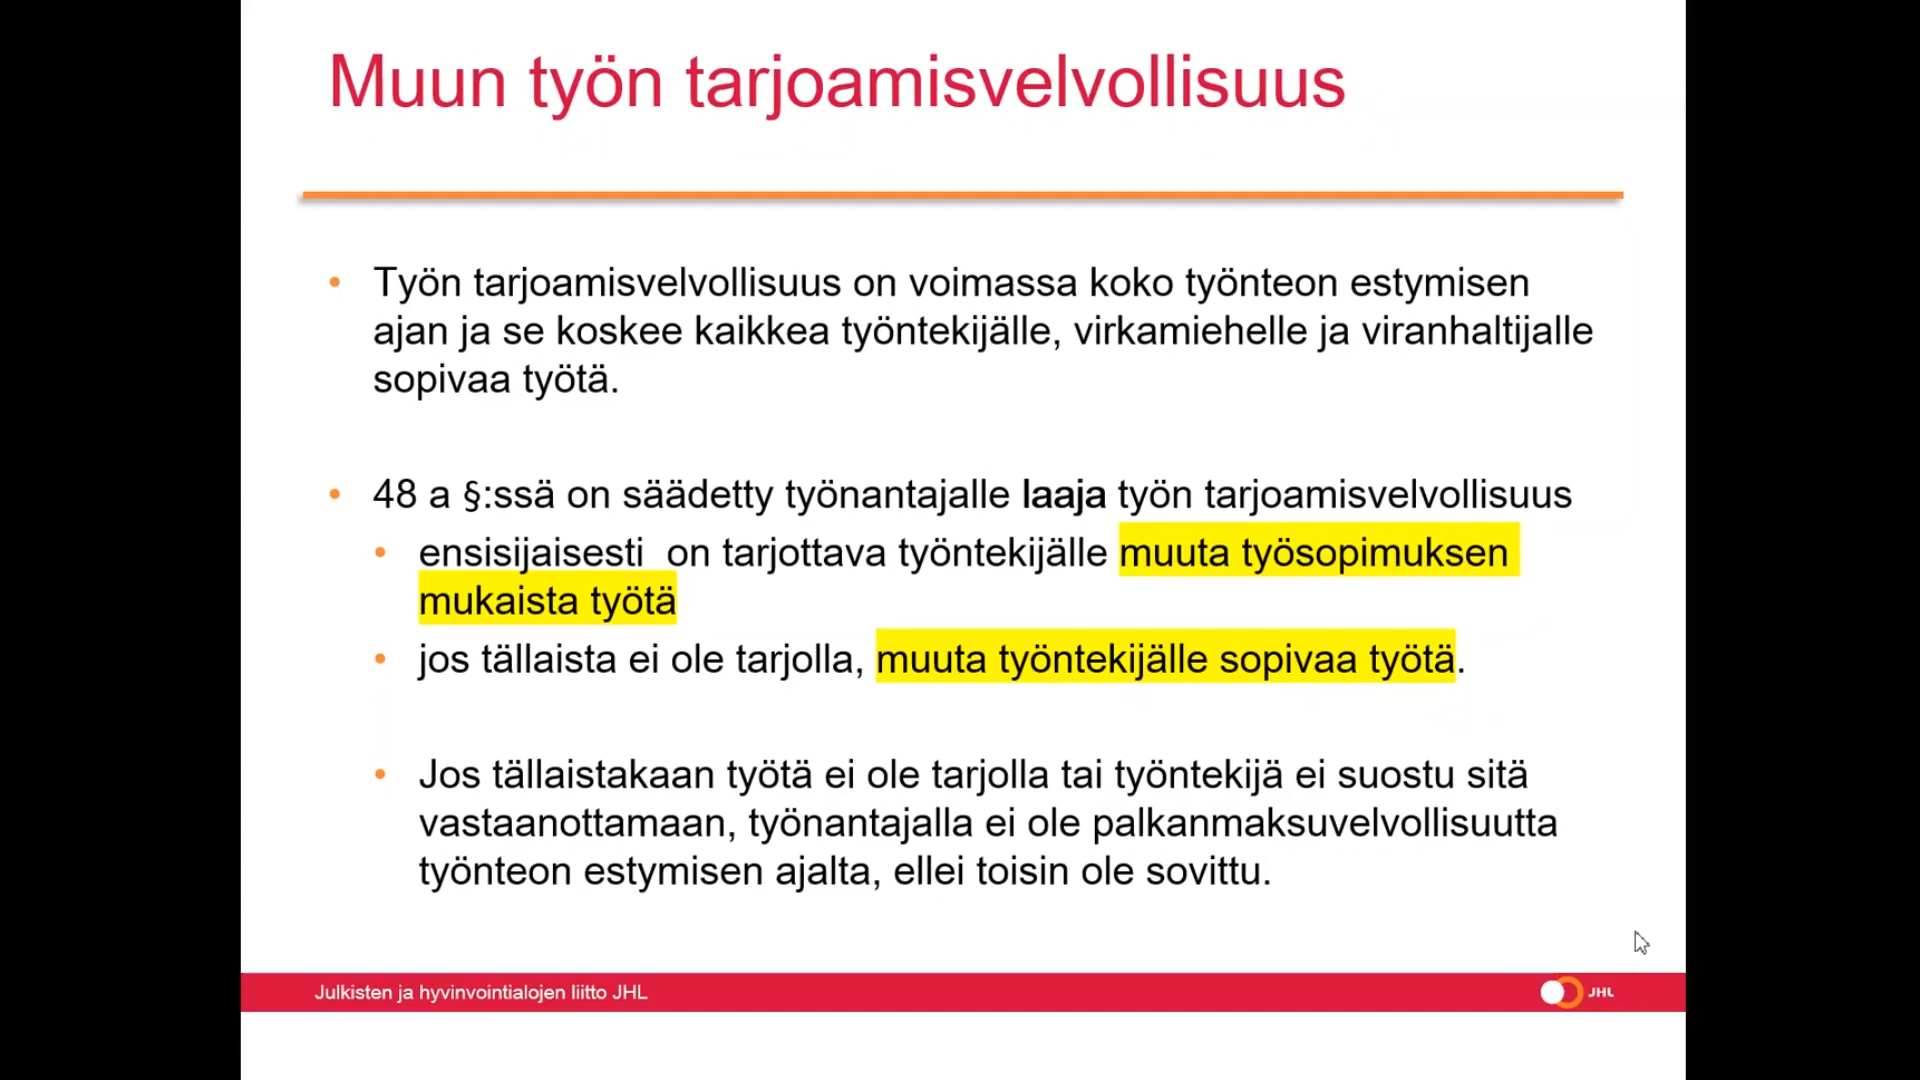 Muun työn tarjoamisvelvollisuus
• Työn tarjoamisvelvollisuus on voimassa koko työnteon estymisen
ajan ja se koskee kaikkea työntekijälle, virkamiehelle ja viranhaltijalle
sopivaa työtä.
• 48 a §:ssä on säädetty työnantajalle laaja työn tarjoamisvelvollisuus
• ensisijaisesti on tarjottava työntekijälle muuta työsopimuksen
mukaista työtä
• jos tällaista ei ole tarjolla, muuta työntekijälle sopivaa työtä.
• Jos tällaistakaan työtä ei ole tarjolla tai työntekijä ei suostu sitä
vastaanottamaan, työnantajalla ei ole palkanmaksuvelvollisuutta
työnteon estymisen ajalta, ellei toisin ole sovittu.
Julkisten ja hyvinvointialojen liitto JHL
JHL